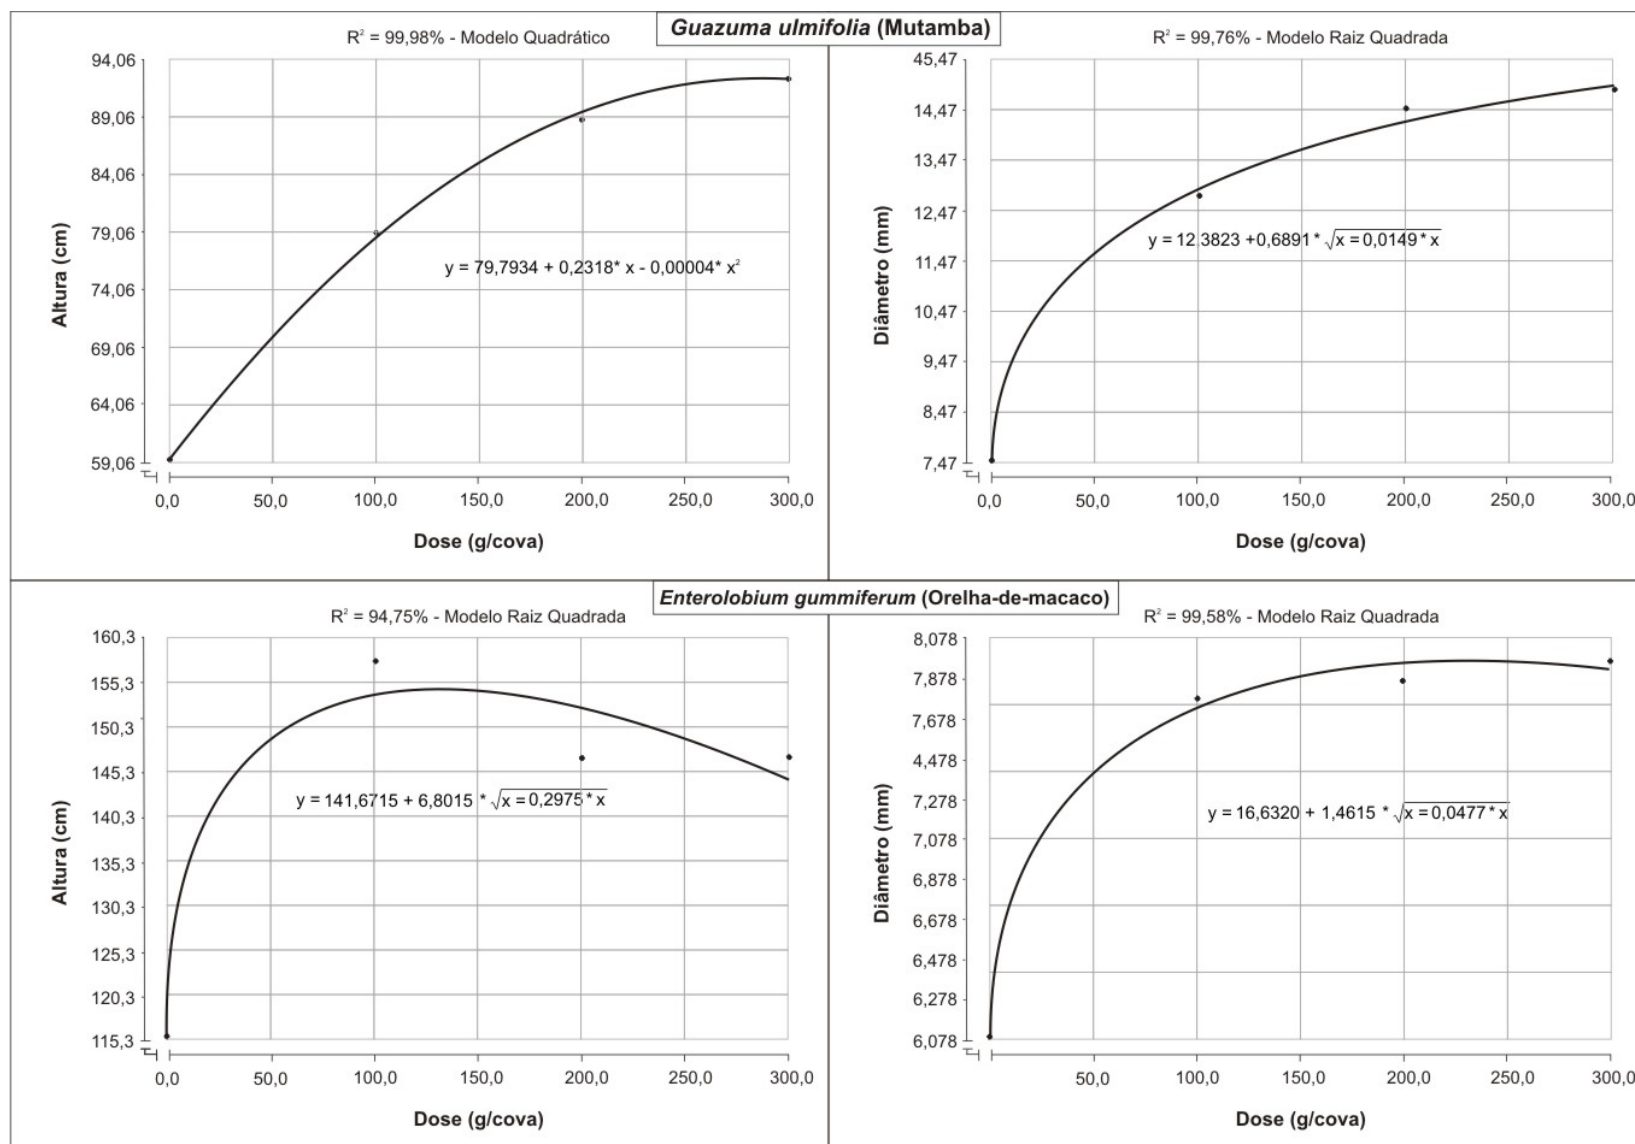 Guazuma ulmifolia (Mutamba)
R² = 99,98% - Modelo Quadrático
94,06
89,06
84,06
79,06
74,06
69,06
64,06
59,06
Altura (cm)
y = 79,7934 + 0,2318* x - 0,00004* x²
0,0 50,0 100,0 150,0 200,0 250,0 300,0
Dose (g/cova)
R² = 99,76% - Modelo Raiz Quadrada
45,47
14,47
13,47
12,47
11,47
10,47
9,47
8,47
7,47
Diâmetro (mm)
y = 12,3823 +0,6891* √x = 0,0149* x
0,0 50,0 100,0 150,0 200,0 250,0 300,0
Dose (g/cova)
Enterolobium gummiferum (Orelha-de-macaco)
R² = 94,75% - Modelo Raiz Quadrada
160,3
155,3
150,3
145,3
140,3
135,3
130,3
125,3
120,3
115,3
Altura (cm)
y = 141,6715 + 6,8015 * √x = 0,2975* x
0,0 50,0 100,0 150,0 200,0 250,0 300,0
Dose (g/cova)
R² = 99,58% - Modelo Raiz Quadrada
8,078
7,878
7,678
4,478
7,278
7,078
6,878
6,678
6,478
6,278
6,078
Diâmetro (mm)
y = 16,6320 + 1,4615 * √x = 0,0477* x
50,0 100,0 150,0 200,0 250,0 300,0
Dose (g/cova)